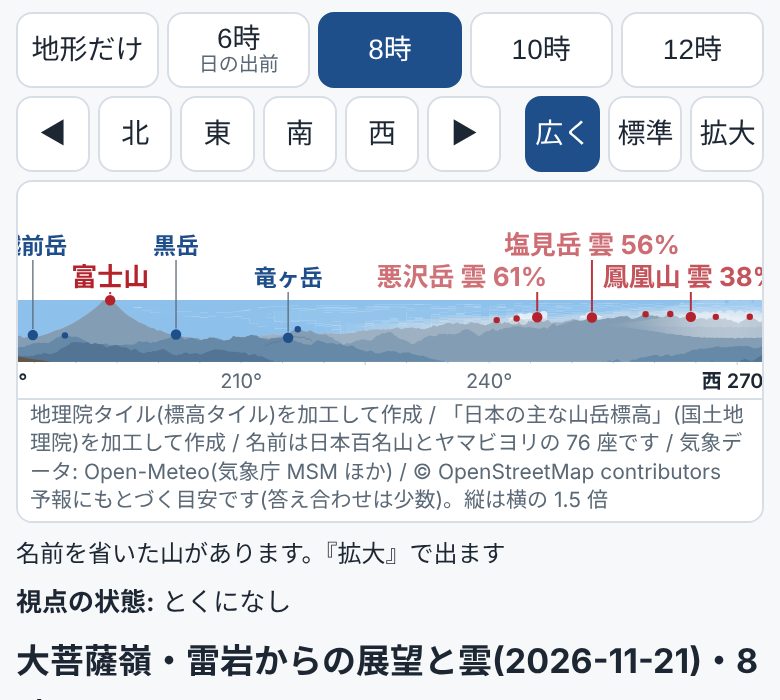 地形だけ
6時
日の出前
8時
10時
12時
◀ 北 東 南 西 ▶ 広く 標準 拡大
塩見岳 雲 56%
前岳 黒岳
富士山 竜ヶ岳 悪沢岳 雲 61% 鳳凰山 雲 38%
° 210° 240° 西 270
地理院タイル(標高タイル)を加工して作成 / 「日本の主な山岳標高」(国土地
理院)を加工して作成 / 名前は日本百名山とヤマビヨリの 76 座です / 気象デ
ータ: Open-Meteo(気象庁 MSM ほか) / © OpenStreetMap contributors
予報にもとづく目安です(答え合わせは少数)。縦は横の 1.5 倍
名前を省いた山があります。『拡大』で出ます
視点の状態: とくになし
大菩薩嶺・雷岩からの展望と雲(2026-11-21)・8